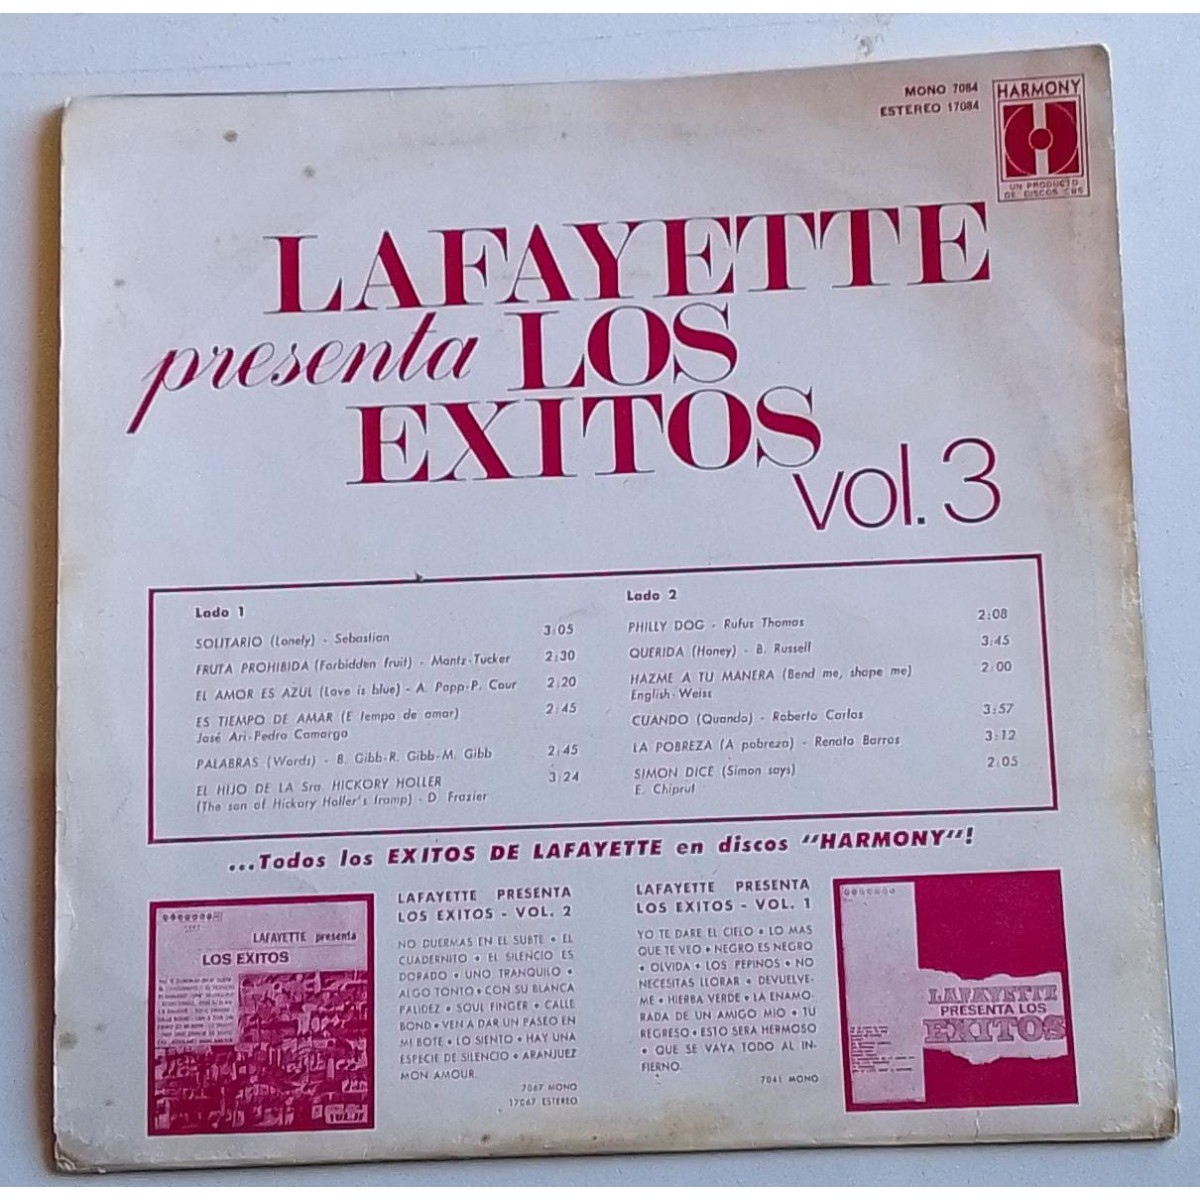 MONO 7084
ESTEREO 17084
HARMONY
UN PRODUCTO
DE DISCOS CBS
LAFAYETTE
presenta LOS
EXITOS
vol. 3
Lado 1
SOLITARIO (Lonely) - Sebastian 3:05
FRUTA PROHIBIDA (Forbidden fruit) - Mantz-Tucker 2:30
EL AMOR ES AZUL (Love is blue) - A. Popp-P. Cour 2:20
ES TIEMPO DE AMAR (E tempo de amar) 2:45
José Ari-Pedro Camargo
PALABRAS (Words) - B. Gibb-R. Gibb-M. Gibb 2:45
EL HIJO DE LA Sra. HICKORY HOLLER 3:24
(The son of Hickory Holler's tramp) - D. Frazier
Lado 2
PHILLY DOG - Rufus Thomas 2:08
QUERIDA (Honey) - B. Russell 3:45
HAZME A TU MANERA (Bend me, shape me) 2:00
English-Weiss
CUANDO (Quando) - Roberto Carlos 3:57
LA POBREZA (A pobreza) - Renato Barros 3:12
SIMON DICE (Simon says) 2:05
E. Chiprut
...Todos los EXITOS DE LAFAYETTE en discos "HARMONY"!
LAFAYETTE presenta
LOS EXITOS
VOL. II
LAFAYETTE PRESENTA
LOS EXITOS - VOL. 2
NO DUERMAS EN EL SUBTE • EL
CUADERNITO • EL SILENCIO ES
DORADO • UNO TRANQUILO •
ALGO TONTO • CON SU BLANCA
PALIDEZ • SOUL FINGER • CALLE
BOND • VEN A DAR UN PASEO EN
MI BOTE • LO SIENTO • HAY UNA
ESPECIE DE SILENCIO • ARANJUEZ
MON AMOUR.
7067 MONO
17067 ESTEREO
LAFAYETTE PRESENTA
LOS EXITOS - VOL. 1
YO TE DARE EL CIELO • LO MAS
QUE TE VEO • NEGRO ES NEGRO
• OLVIDA • LOS PEPINOS • NO
NECESITAS LLORAR • DEVUELVE-
ME • HIERBA VERDE • LA ENAMO-
RADA DE UN AMIGO MIO • TU
REGRESO • ESTO SERA HERMOSO
• QUE SE VAYA TODO AL IN-
FIERNO.
7041 MONO
LAFAYETTE
PRESENTA LOS
EXITOS